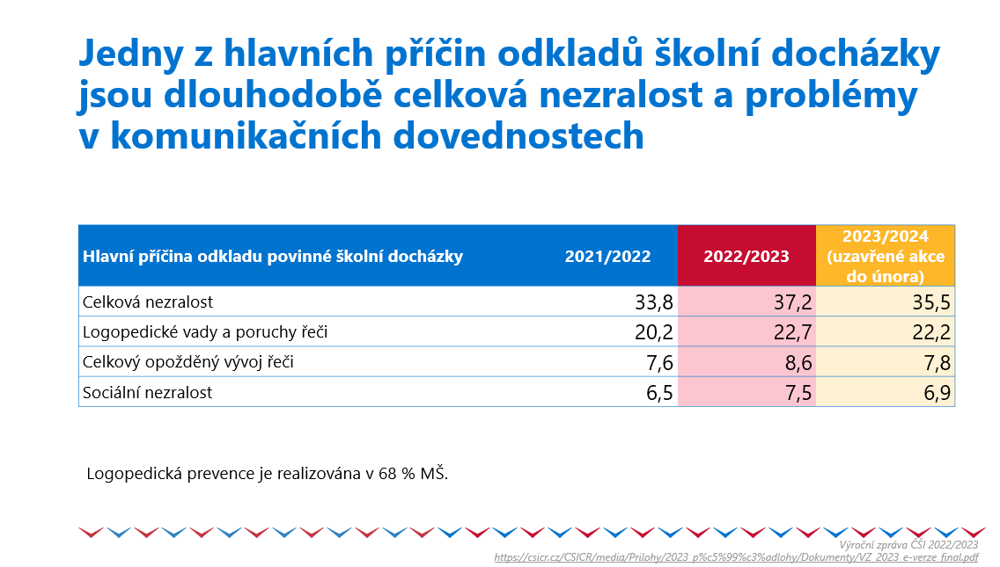 Jedny z hlavních příčin odkladů školní docházky
jsou dlouhodobě celková nezralost a problémy
v komunikačních dovednostech
Hlavní příčina odkladu povinné školní docházky 2021/2022 2022/2023 2023/2024
(uzavřené akce
do února)
Celková nezralost 33,8 37,2 35,5
Logopedické vady a poruchy řeči 20,2 22,7 22,2
Celkový opožděný vývoj řeči 7,6 8,6 7,8
Sociální nezralost 6,5 7,5 6,9
Logopedická prevence je realizována v 68 % MŠ.
Výroční zpráva ČŠI 2022/2023
https://csicr.cz/CSICR/media/Prilohy/2023_p%c5%99%c3%adlohy/Dokumenty/VZ_2023_e-verze_final.pdf